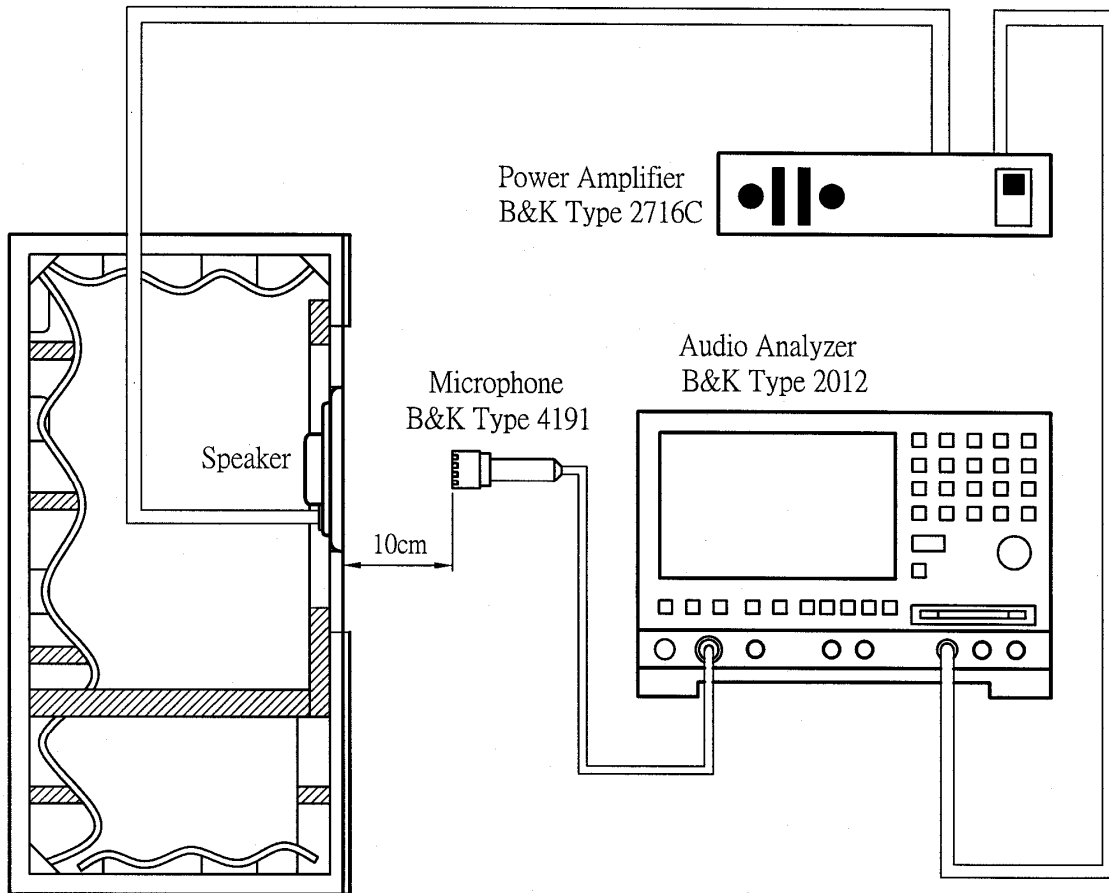 Power Amplifier
B&K Type 2716C
Audio Analyzer
B&K Type 2012
Microphone
B&K Type 4191
Speaker
10cm